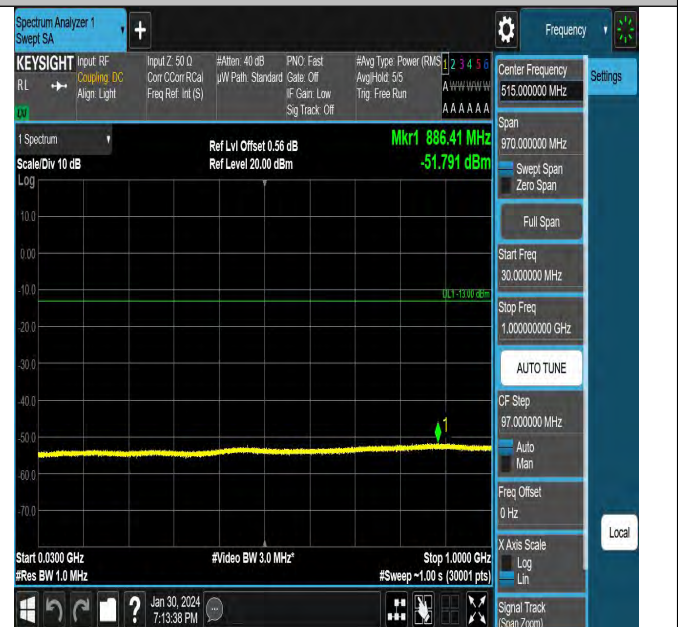 Spectrum Analyzer 1
Swept SA
+
Frequency
KEYSIGHT Input: RF
RL Coupling: DC
Align: Light
Input Z: 50 Ω
Corr CCorr RCal
Freq Ref: Int (S)
#Atten: 40 dB
µW Path: Standard
PNO: Fast
Gate: Off
IF Gain: Low
Sig Track: Off
#Avg Type: Power (RMS
Avg|Hold: 5/5
Trig: Free Run
1 2 3 4 5 6
A W W W W W
A A A A A A
1 Spectrum
Scale/Div 10 dB
Log
Ref Lvl Offset 0.56 dB
Ref Level 20.00 dBm
Mkr1 886.41 MHz
-51.791 dBm
10.0
0.00
-10.0
DL1 -13.00 dBm
-20.0
-30.0
-40.0
1
-50.0
-60.0
-70.0
Start 0.0300 GHz
#Res BW 1.0 MHz
#Video BW 3.0 MHz*
Stop 1.0000 GHz
#Sweep ~1.00 s (30001 pts)
?
Jan 30, 2024
7:13:38 PM
Center Frequency
515.000000 MHz
Settings
Span
970.000000 MHz
Swept Span
Zero Span
Full Span
Start Freq
30.000000 MHz
Stop Freq
1.000000000 GHz
AUTO TUNE
CF Step
97.000000 MHz
Auto
Man
Freq Offset
0 Hz
Local
X Axis Scale
Log
Lin
Signal Track
(Span Zoom)